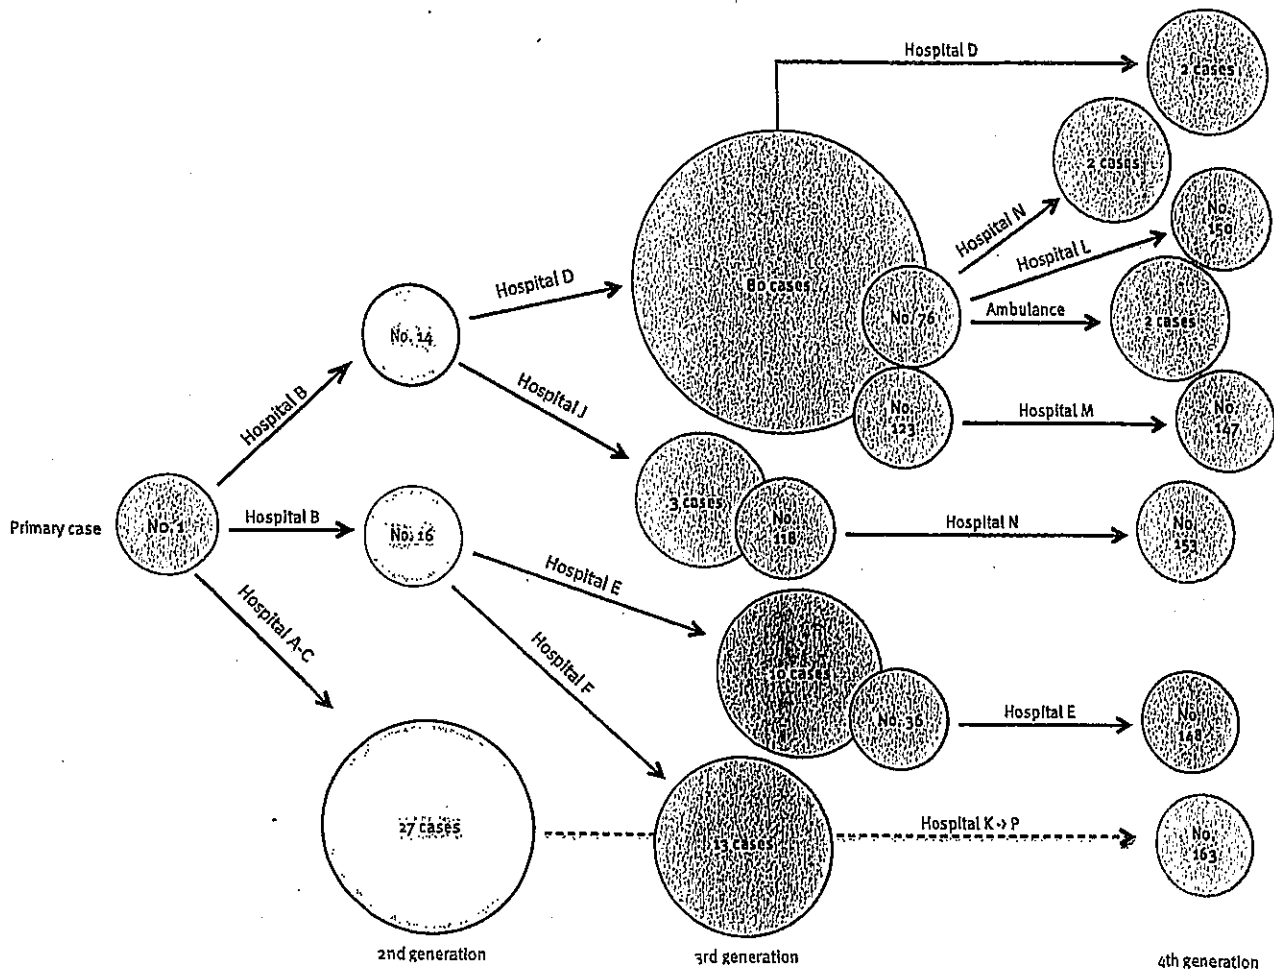 Hospital D
2 cases
2 cases
Hospital N
No.
159
Hospital L
Hospital D
80 cases
No. 76
Ambulance
2 cases
No. 14
Hospital J
Hospital B
No.
123
Hospital M
No.
147
3 cases
No.
118
Hospital N
No.
153
Primary case
No. 1
Hospital B
No. 16
Hospital E
Hospital A-C
Hospital F
10 cases
No. 36
Hospital E
No.
148
27 cases
13 cases
Hospital K→P
No.
163
2nd generation
3rd generation
4th generation